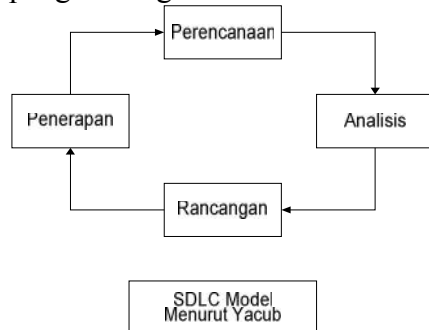 Perencanaan
Penerapan
Analisis
Rancangan
SDLC Model
Menurut Yacub